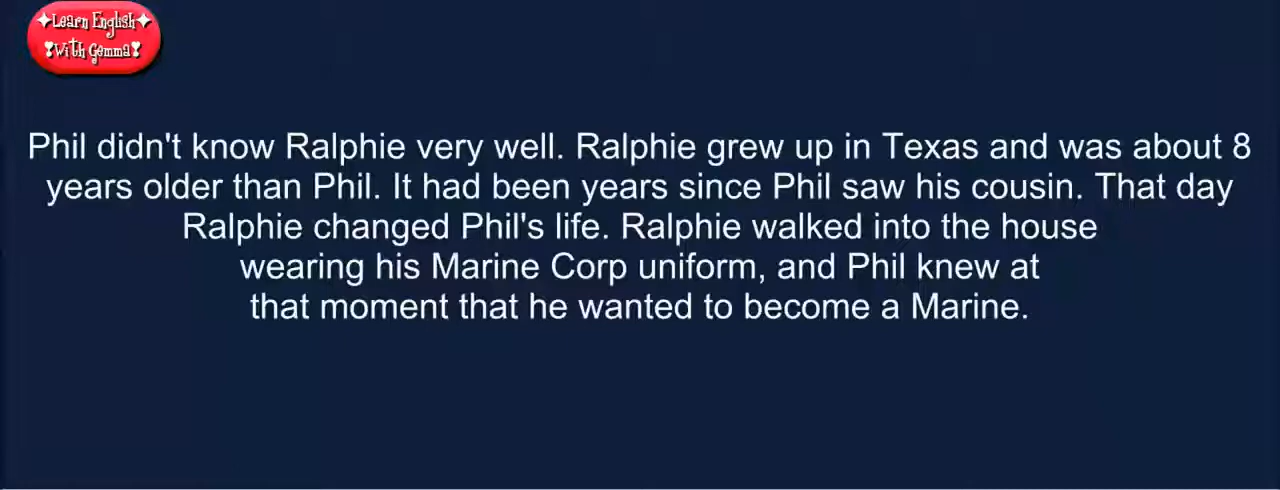 ✦Learn English✦
❣With Gemma❣
Phil didn't know Ralphie very well. Ralphie grew up in Texas and was about 8
years older than Phil. It had been years since Phil saw his cousin. That day
Ralphie changed Phil's life. Ralphie walked into the house
wearing his Marine Corp uniform, and Phil knew at
that moment that he wanted to become a Marine.